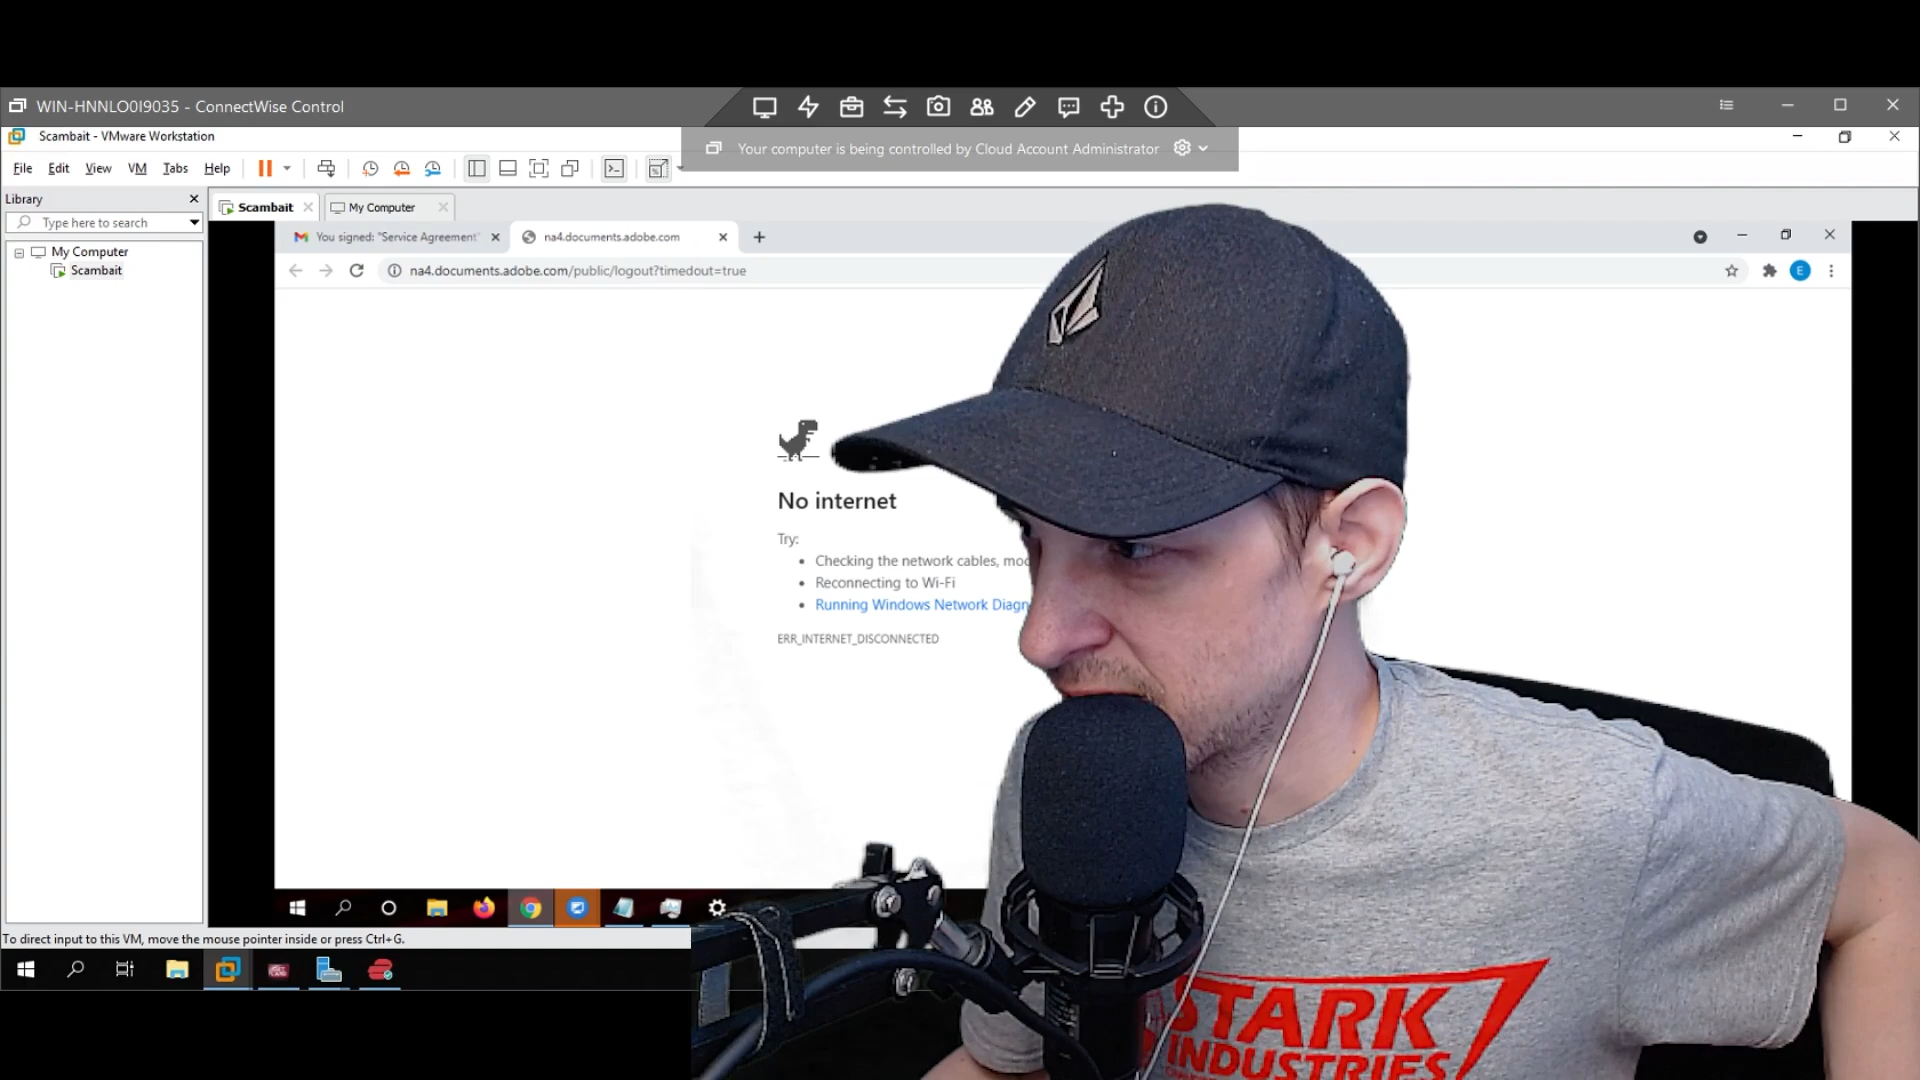 WIN-HNNLO0I9035 - ConnectWise Control
Scambait - VMware Workstation
Your computer is being controlled by Cloud Account Administrator
File Edit View VM Tabs Help
Library
Scambait
My Computer
Type here to search
You signed: "Service Agreement"
na4.documents.adobe.com
My Computer
Scambait
na4.documents.adobe.com/public/logout?timedout=true
E
No internet
Try:
Checking the network cables,
Reconnecting to Wi-Fi
Running Windows Network
ERR_INTERNET_DISCONNECTED
To direct input to this VM, move the mouse pointer inside or press Ctrl+G.
STARK
INDUSTRIES